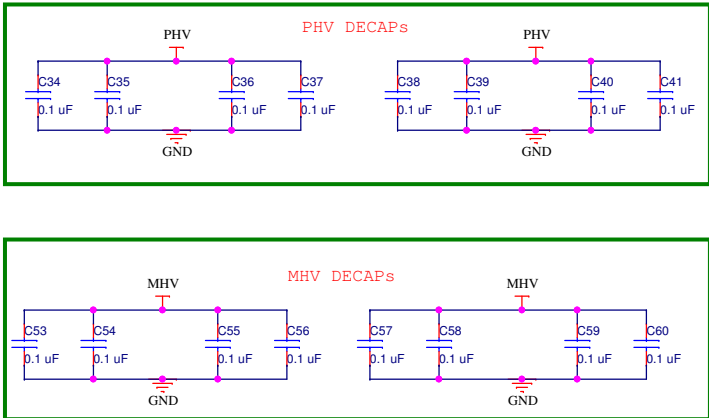 PHV DECAPs
PHV PHV
C34 C35 C36 C37 C38 C39 C40 C41
0.1 uF 0.1 uF 0.1 uF 0.1 uF 0.1 uF 0.1 uF 0.1 uF 0.1 uF
GND GND
MHV DECAPs
MHV MHV
C53 C54 C55 C56 C57 C58 C59 C60
0.1 uF 0.1 uF 0.1 uF 0.1 uF 0.1 uF 0.1 uF 0.1 uF 0.1 uF
GND GND